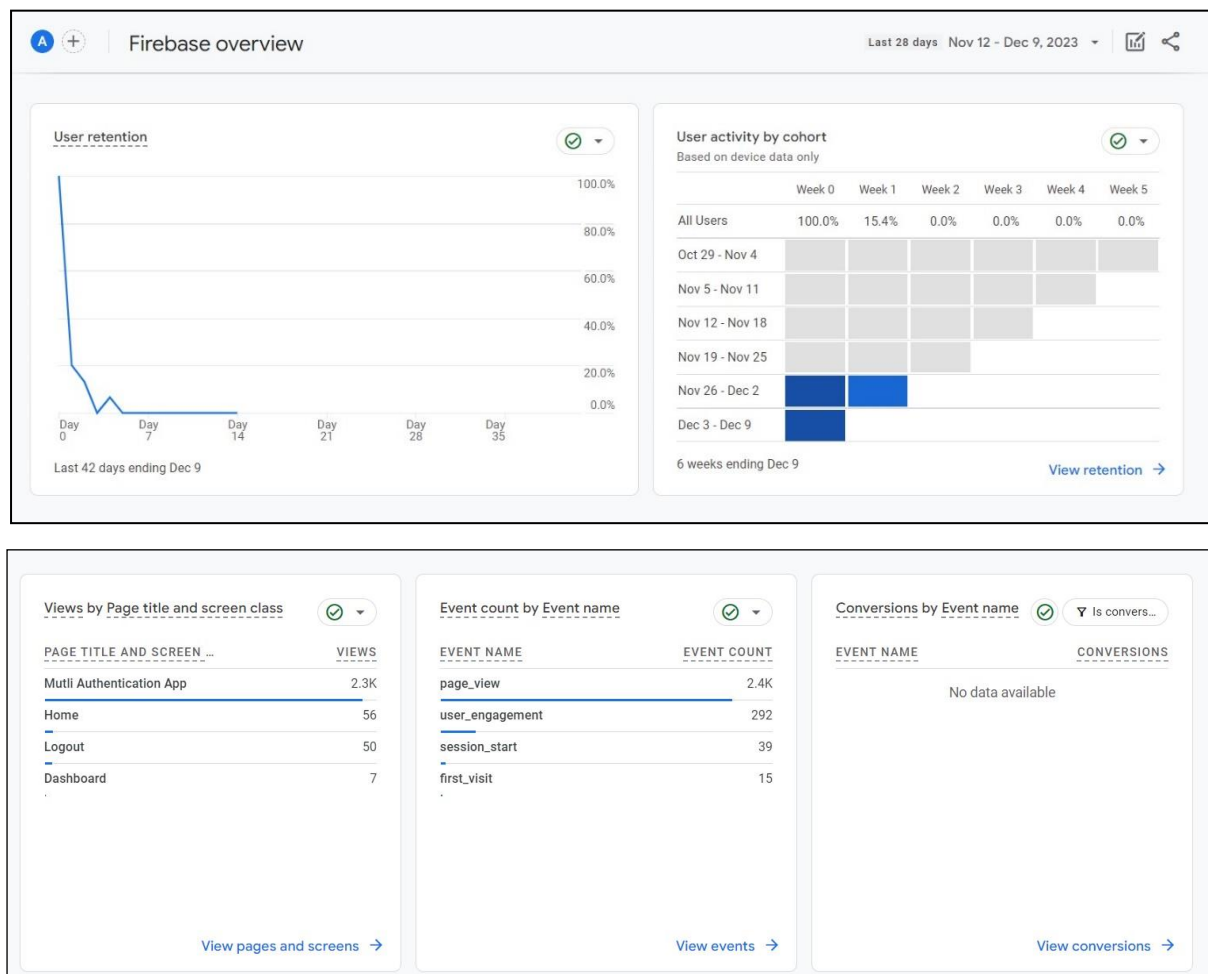 A + Firebase overview Last 28 days Nov 12 - Dec 9, 2023
User retention
100.0%
80.0%
60.0%
40.0%
20.0%
0.0%
Day 0 Day 7 Day 14 Day 21 Day 28 Day 35
Last 42 days ending Dec 9
User activity by cohort
Based on device data only
Week 0 Week 1 Week 2 Week 3 Week 4 Week 5
All Users 100.0% 15.4% 0.0% 0.0% 0.0% 0.0%
Oct 29 - Nov 4
Nov 5 - Nov 11
Nov 12 - Nov 18
Nov 19 - Nov 25
Nov 26 - Dec 2
Dec 3 - Dec 9
6 weeks ending Dec 9
View retention →
Views by Page title and screen class
PAGE TITLE AND SCREEN ... VIEWS
Mutli Authentication App 2.3K
Home 56
Logout 50
Dashboard 7
View pages and screens →
Event count by Event name
EVENT NAME EVENT COUNT
page_view 2.4K
user_engagement 292
session_start 39
first_visit 15
View events →
Conversions by Event name Is convers...
EVENT NAME CONVERSIONS
No data available
View conversions →